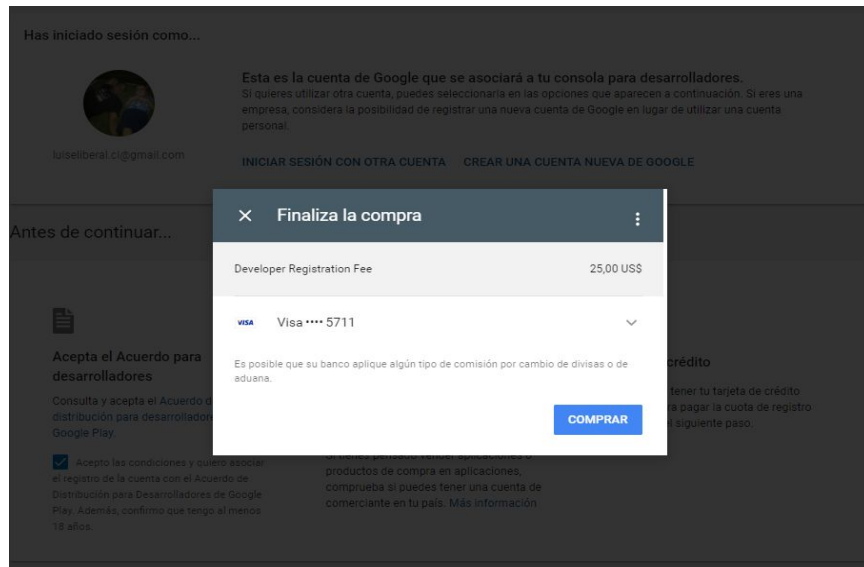 Has iniciado sesión como...
Esta es la cuenta de Google que se asociará a tu consola para desarrolladores.
Si quieres utilizar otra cuenta, puedes seleccionarla en las opciones que aparecen a continuación. Si eres una
empresa, considera la posibilidad de registrar una nueva cuenta de Google en lugar de utilizar una cuenta
personal.
luiseliberal.ci@gmail.com
INICIAR SESIÓN CON OTRA CUENTA CREAR UNA CUENTA NUEVA DE GOOGLE
Antes de continuar...
Finaliza la compra
Developer Registration Fee 25,00 US$
VISA Visa •••• 5711
Es posible que su banco aplique algún tipo de comisión por cambio de divisas o de
aduana.
COMPRAR
Acepta el Acuerdo para
desarrolladores
Consulta y acepta el Acuerdo d
distribución para desarrollador
Google Play.
Acepto las condiciones y quiero asociar
el registro de la cuenta con el Acuerdo de
Distribución para Desarrolladores de Google
Play. Además, confirmo que tengo al menos
18 años.
Si tienes pensado vender aplicaciones o
productos de compra en aplicaciones,
comprueba si puedes tener una cuenta de
comerciante en tu país. Más información
crédito
tener tu tarjeta de crédito
ra pagar la cuota de registro
l siguiente paso.